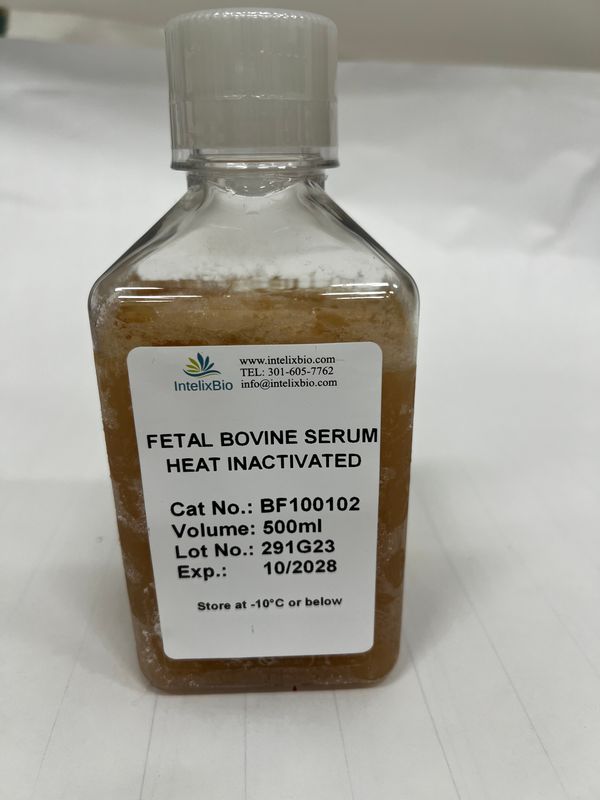 www.intelixbio.com
TEL: 301-605-7762
IntelixBio info@intelixbio.com
FETAL BOVINE SERUM
HEAT INACTIVATED
Cat No.: BF100102
Volume: 500ml
Lot No.: 291G23
Exp.: 10/2028
Store at -10°C or below